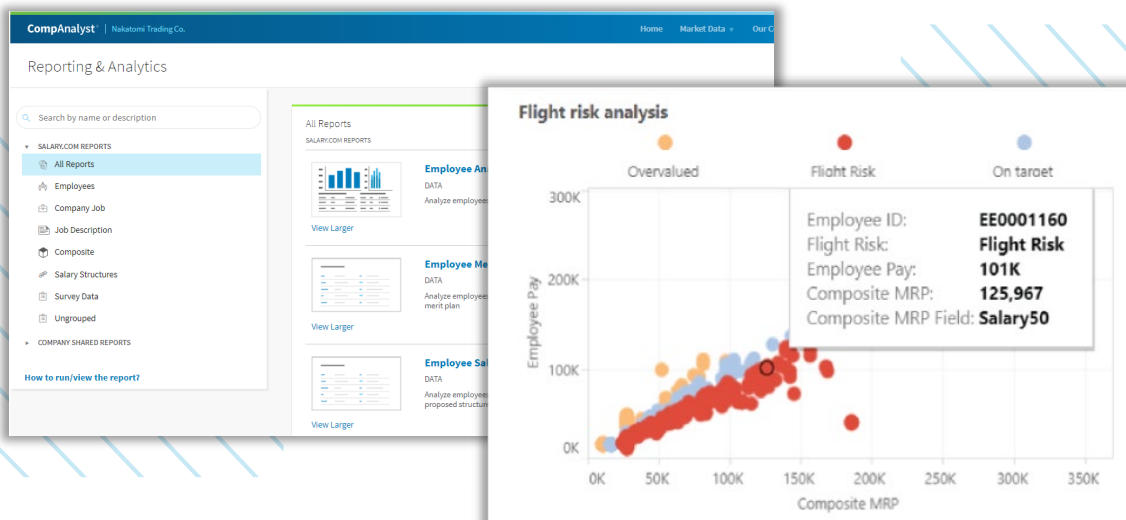 CompAnalyst® | Nakatomi Trading Co.
Home Market Data Our C
Reporting & Analytics
Search by name or description
SALARY.COM REPORTS
All Reports
Employees
Company Job
Job Description
Composite
Salary Structures
Survey Data
Ungrouped
COMPANY SHARED REPORTS
How to run/view the report?
All Reports
SALARY.COM REPORTS
Employee An
DATA
Analyze employees
View Larger
Employee Me
DATA
Analyze employees
merit plan
View Larger
Employee Sal
DATA
Analyze employees
proposed structure
View Larger
Flight risk analysis
Overvalued Flight Risk On target
Employee ID: EE0001160
Flight Risk: Flight Risk
Employee Pay: 101K
Composite MRP: 125,967
Composite MRP Field: Salary50
Employee Pay
300K
200K
100K
0K
0K 50K 100K 150K 200K 250K 300K 350K
Composite MRP